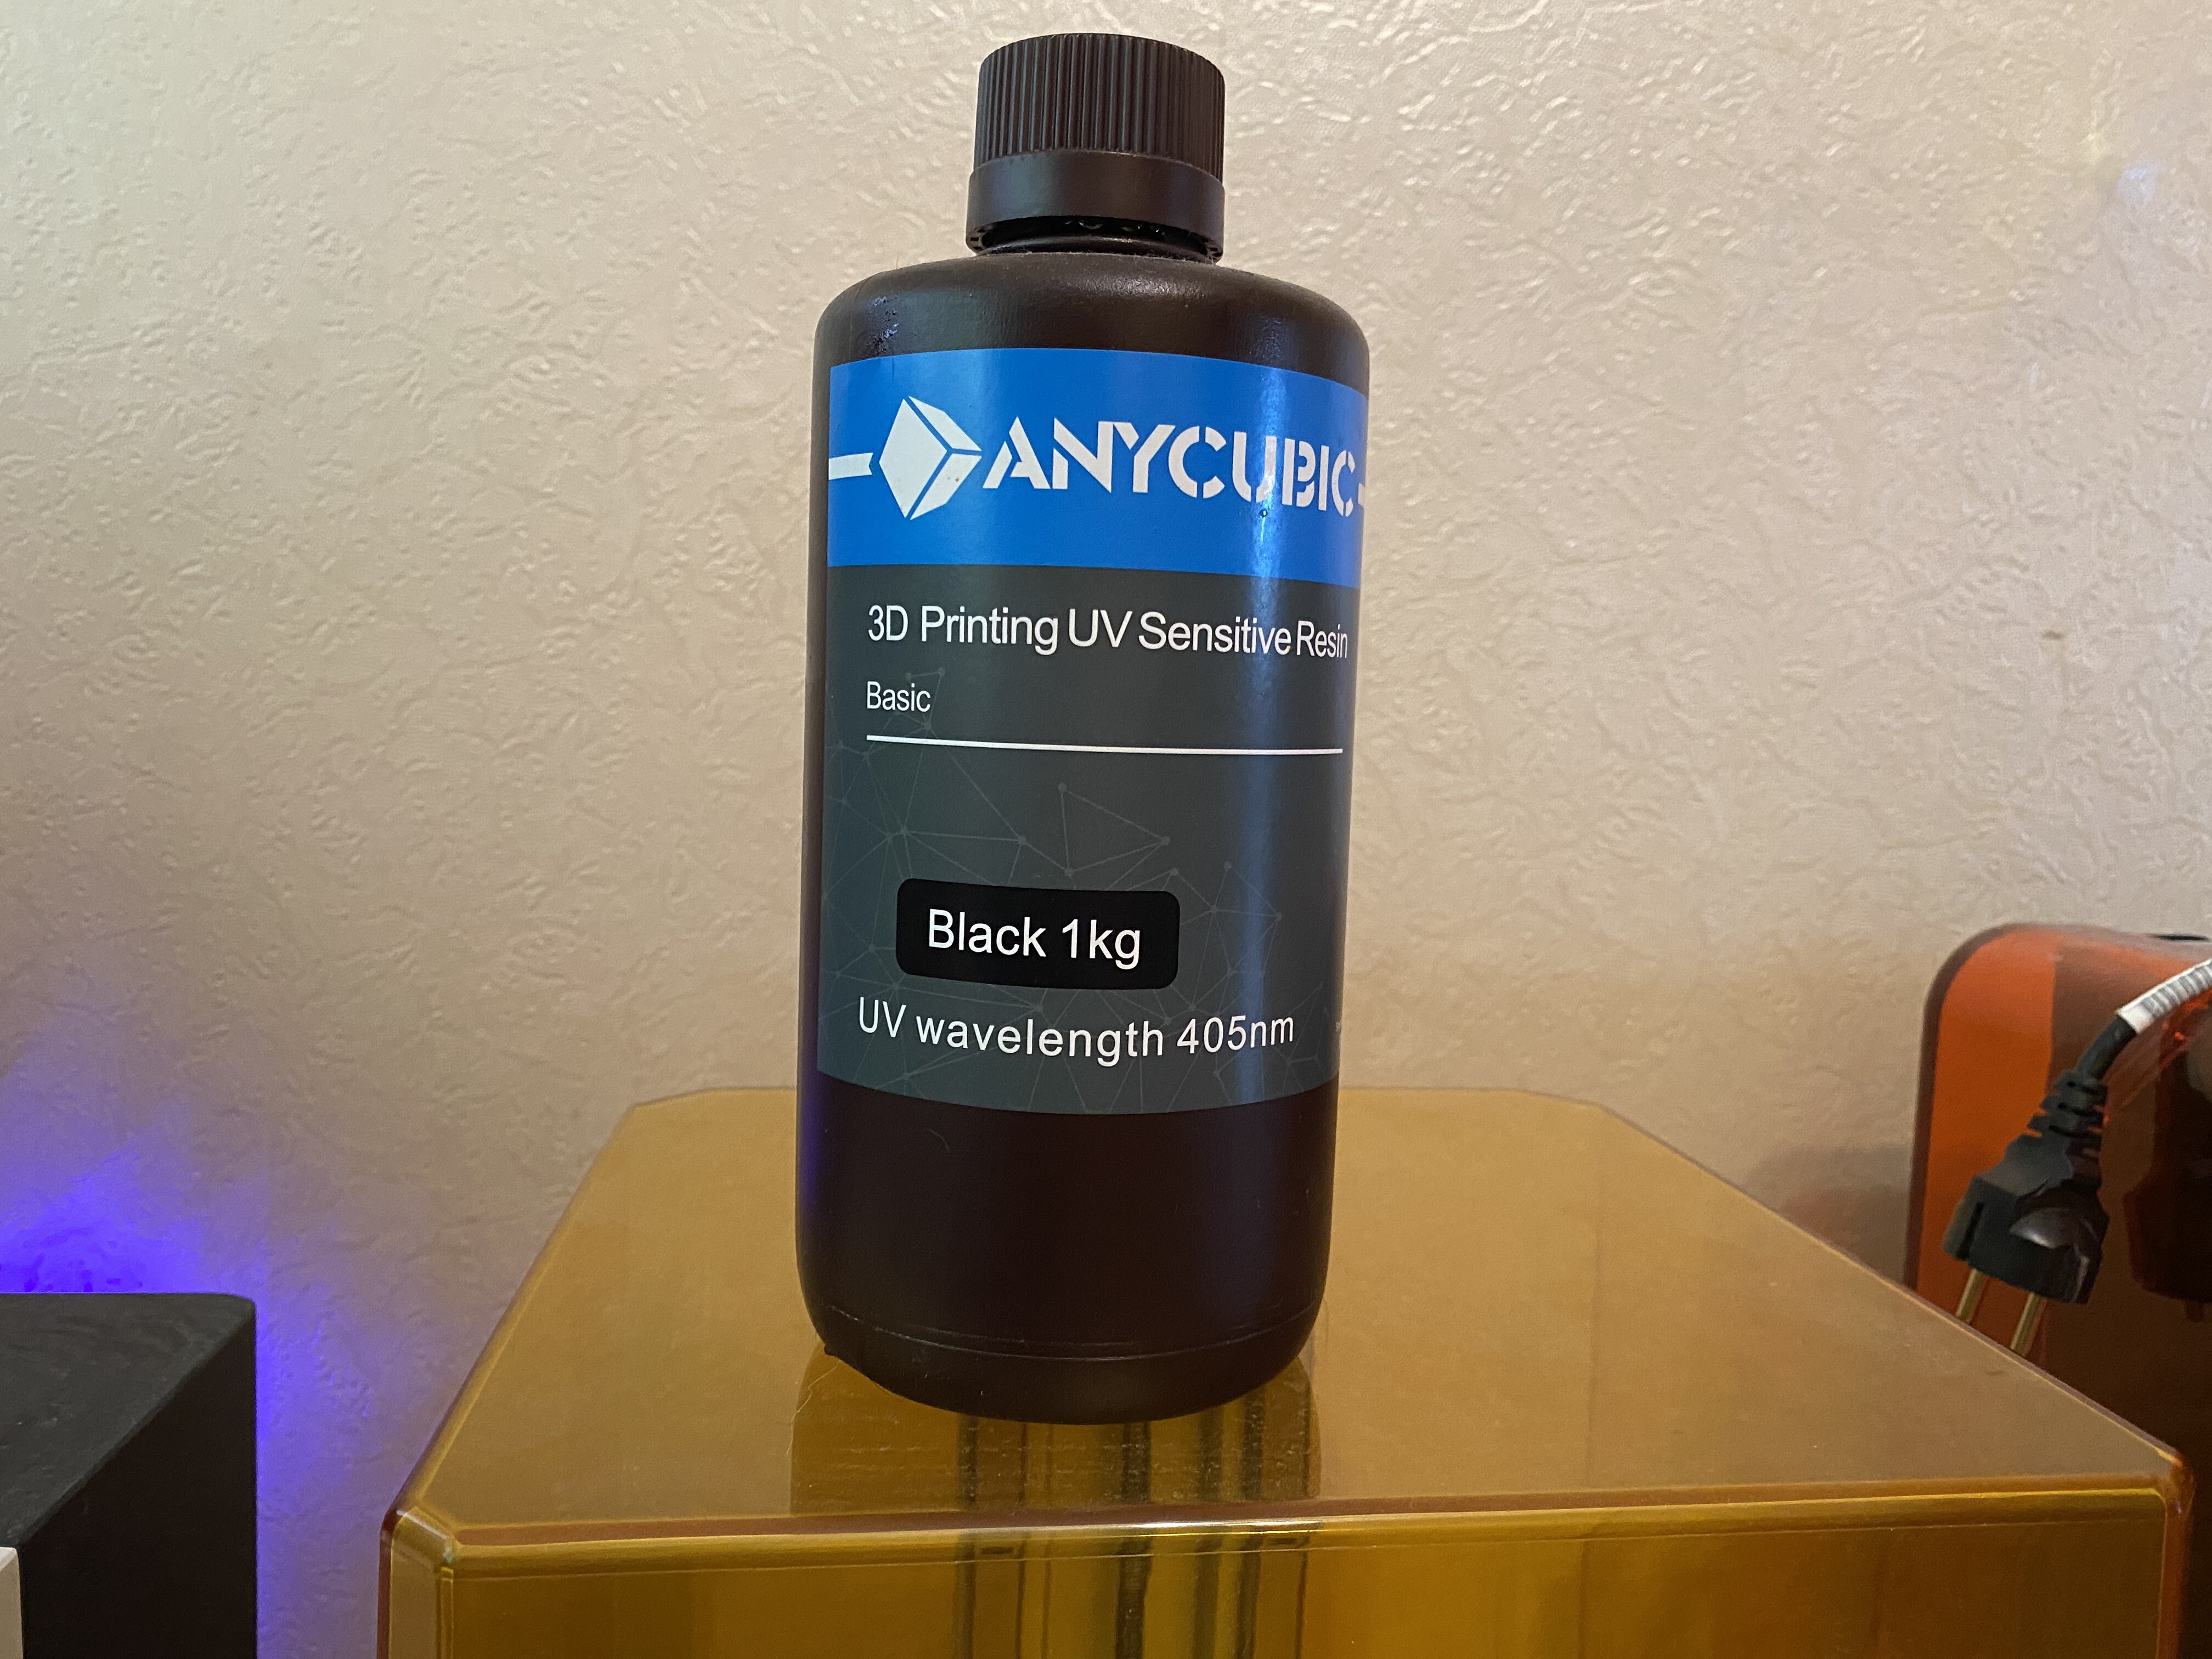 ANYCUBIC
3D Printing UV Sensitive Resin
Basic
Black 1kg
UV wavelength 405nm